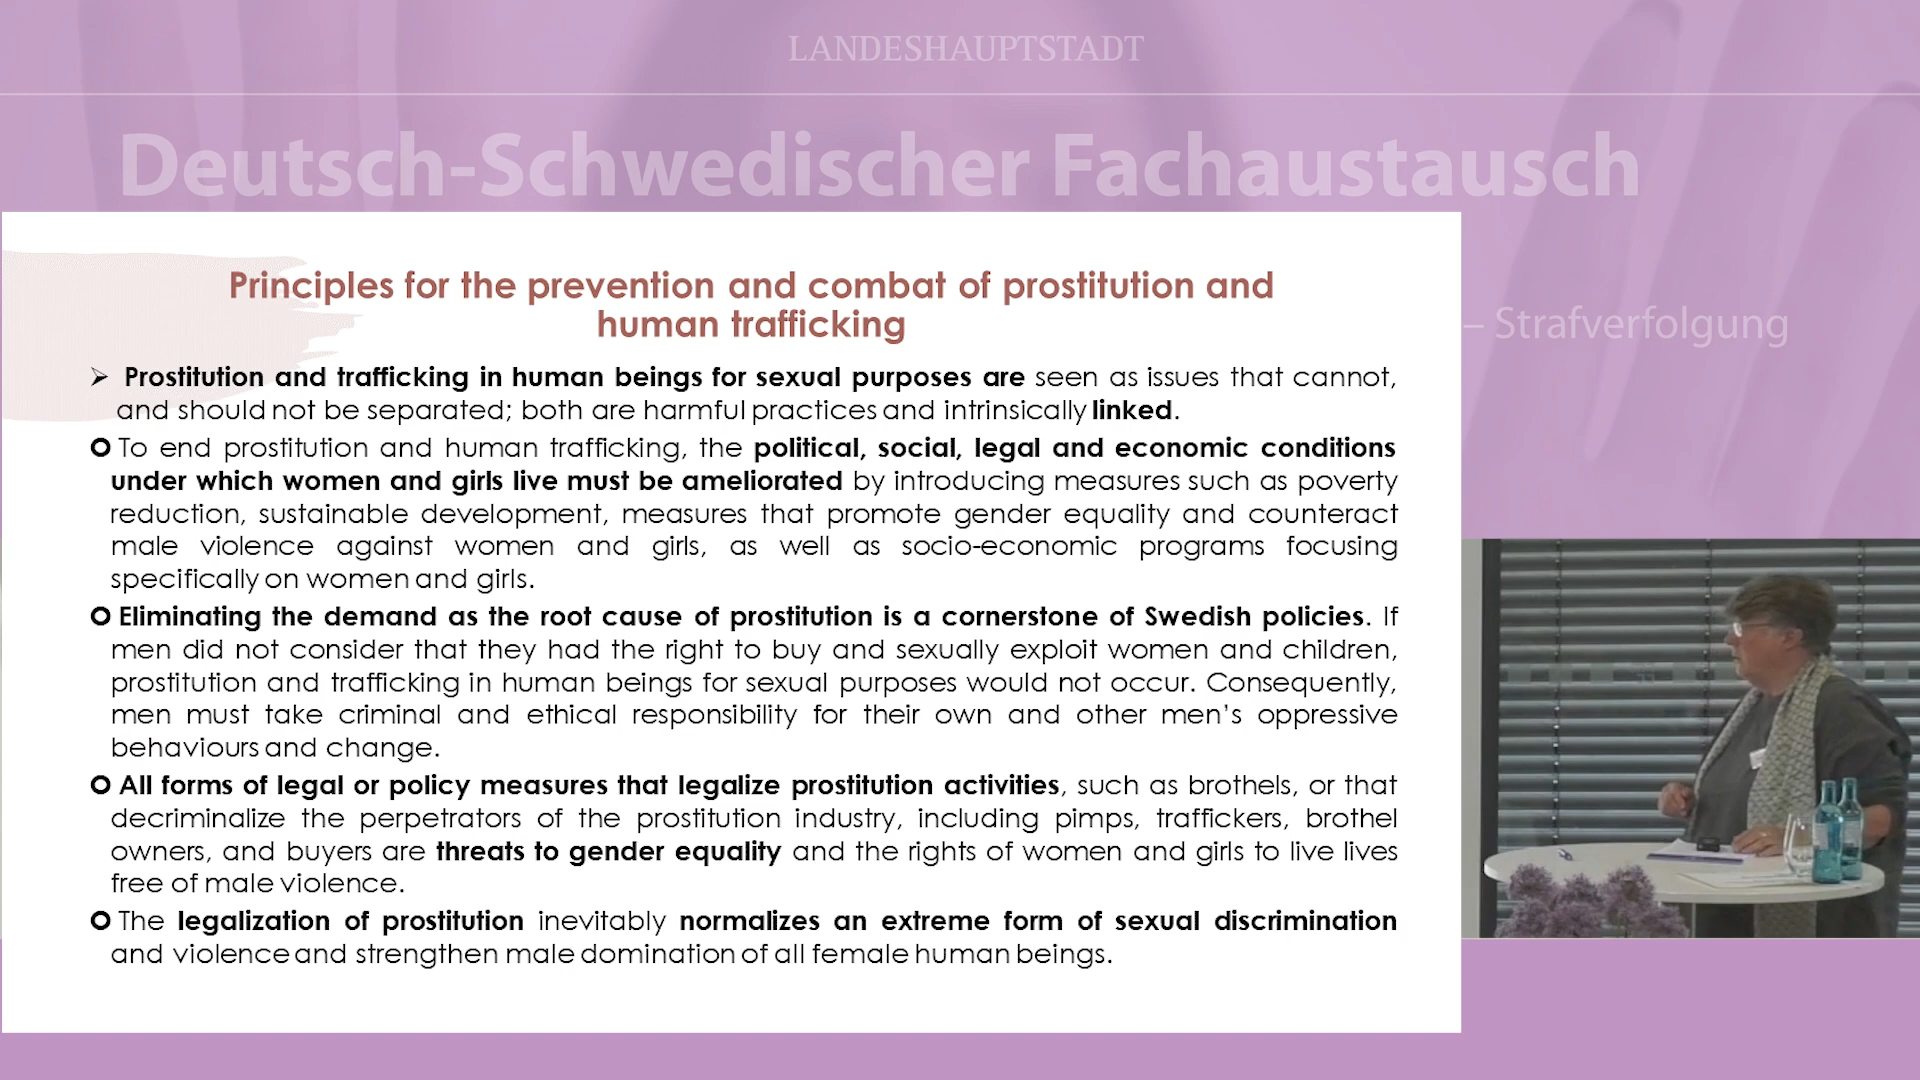 LANDESHAUPTSTADT
Deutsch-Schwedischer Fachaustausch
– Strafverfolgung
Principles for the prevention and combat of prostitution and
human trafficking
➢ Prostitution and trafficking in human beings for sexual purposes are seen as issues that cannot,
and should not be separated; both are harmful practices and intrinsically linked.
To end prostitution and human trafficking, the political, social, legal and economic conditions
under which women and girls live must be ameliorated by introducing measures such as poverty
reduction, sustainable development, measures that promote gender equality and counteract
male violence against women and girls, as well as socio-economic programs focusing
specifically on women and girls.
Eliminating the demand as the root cause of prostitution is a cornerstone of Swedish policies. If
men did not consider that they had the right to buy and sexually exploit women and children,
prostitution and trafficking in human beings for sexual purposes would not occur. Consequently,
men must take criminal and ethical responsibility for their own and other men’s oppressive
behaviours and change.
All forms of legal or policy measures that legalize prostitution activities, such as brothels, or that
decriminalize the perpetrators of the prostitution industry, including pimps, traffickers, brothel
owners, and buyers are threats to gender equality and the rights of women and girls to live lives
free of male violence.
The legalization of prostitution inevitably normalizes an extreme form of sexual discrimination
and violence and strengthen male domination of all female human beings.